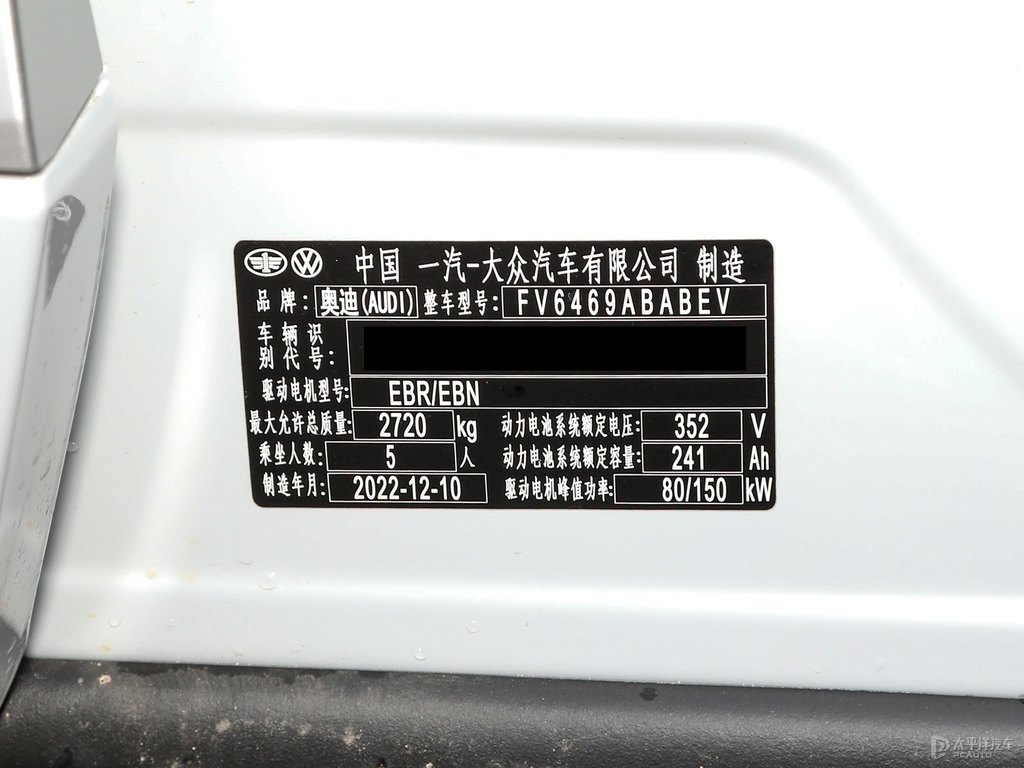 中国 一汽-大众汽车有限公司 制造
品牌: 奥迪(AUDI) 整车型号: FV6469ABABEV
车辆识
别代号:
驱动电机型号: EBR/EBN
最大允许总质量: 2720 kg 动力电池系统额定电压: 352 V
乘坐人数: 5 人 动力电池系统额定容量: 241 Ah
制造年月: 2022-12-10 驱动电机峰值功率: 80/150 kW
太平洋汽车
PCAUTO